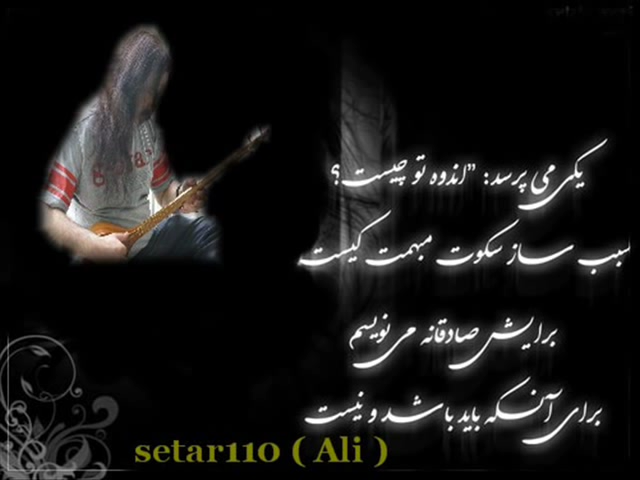 یکی می پرسد: "اندوه تو چیست؟
سبب ساز سکوت مبهمت کیست
برایش صادقانه می نویسم
برای آنکه باید باشد و نیست
setar110 ( Ali )